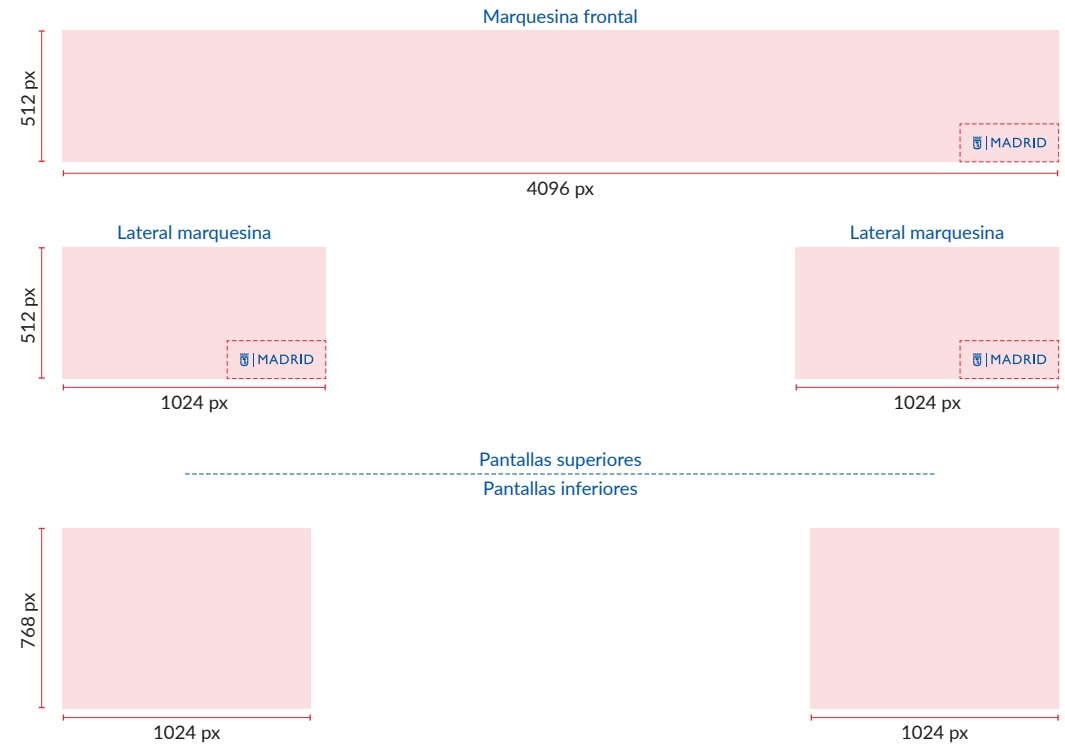 Marquesina frontal
512 px
MADRID
4096 px
Lateral marquesina
Lateral marquesina
512 px
MADRID
MADRID
1024 px
1024 px
Pantallas superiores
Pantallas inferiores
768 px
1024 px
1024 px